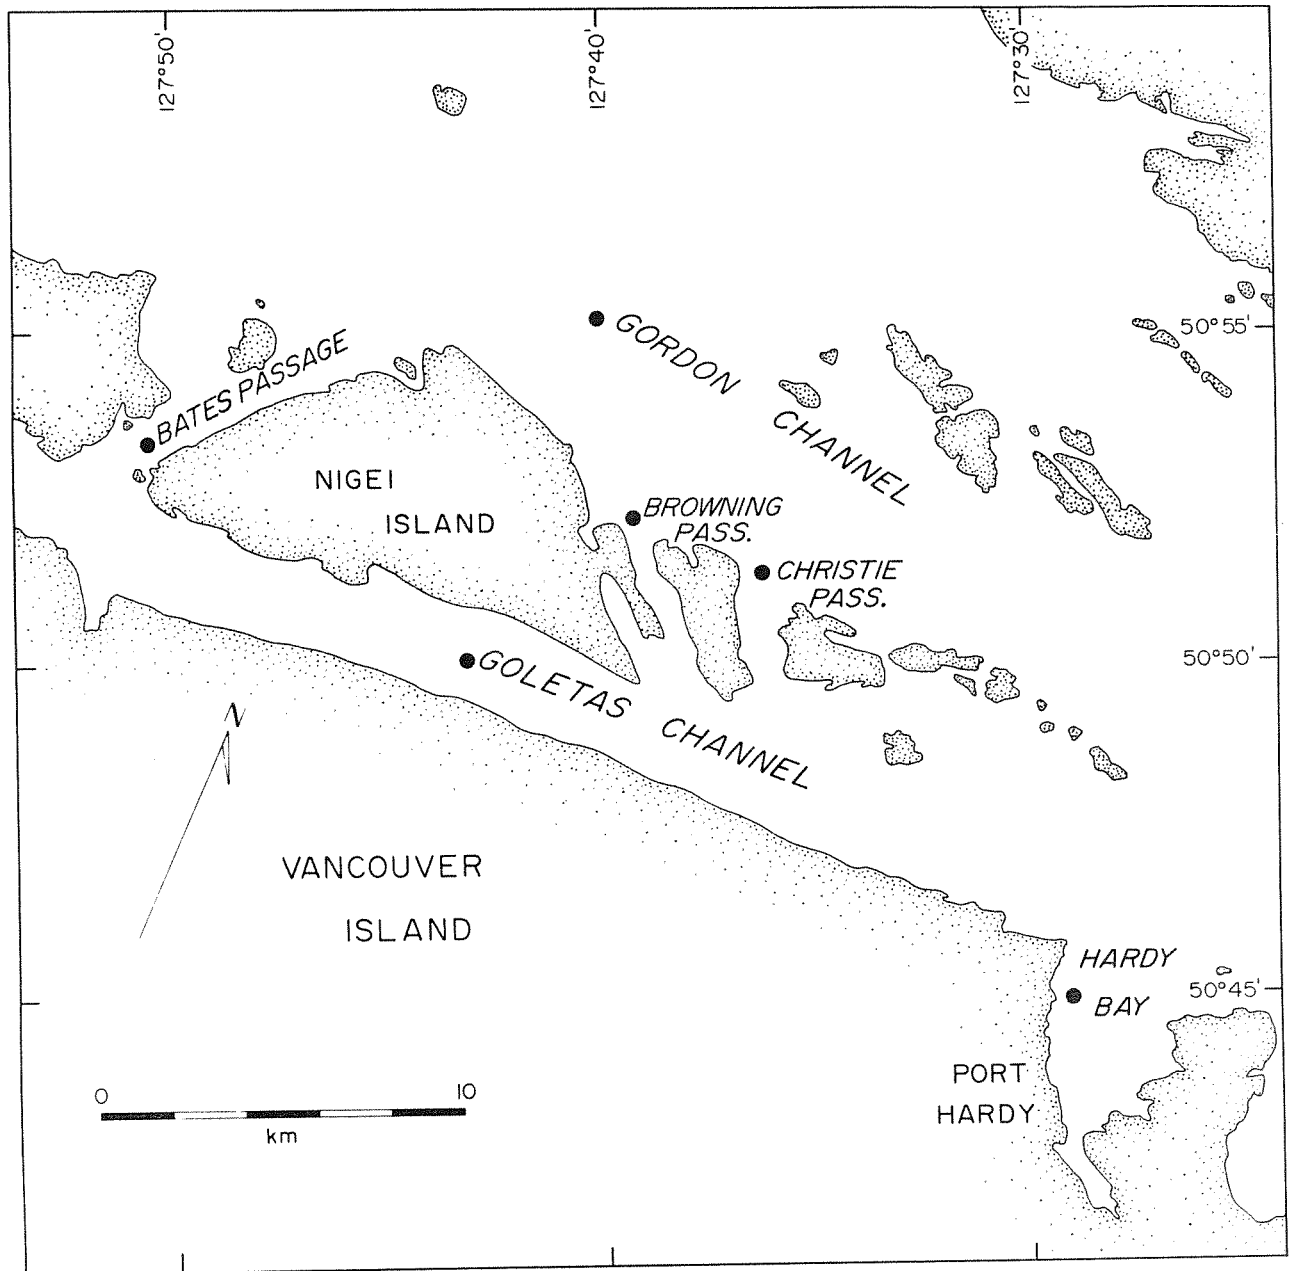 127°50'
127°40'
127°30'
50°55'
GORDON
CHANNEL
BATES PASSAGE
NIGEI
ISLAND
BROWNING
PASS.
CHRISTIE
PASS.
50°50'
GOLETAS
CHANNEL
N
VANCOUVER
ISLAND
HARDY
BAY
50°45'
PORT
HARDY
0 10
km